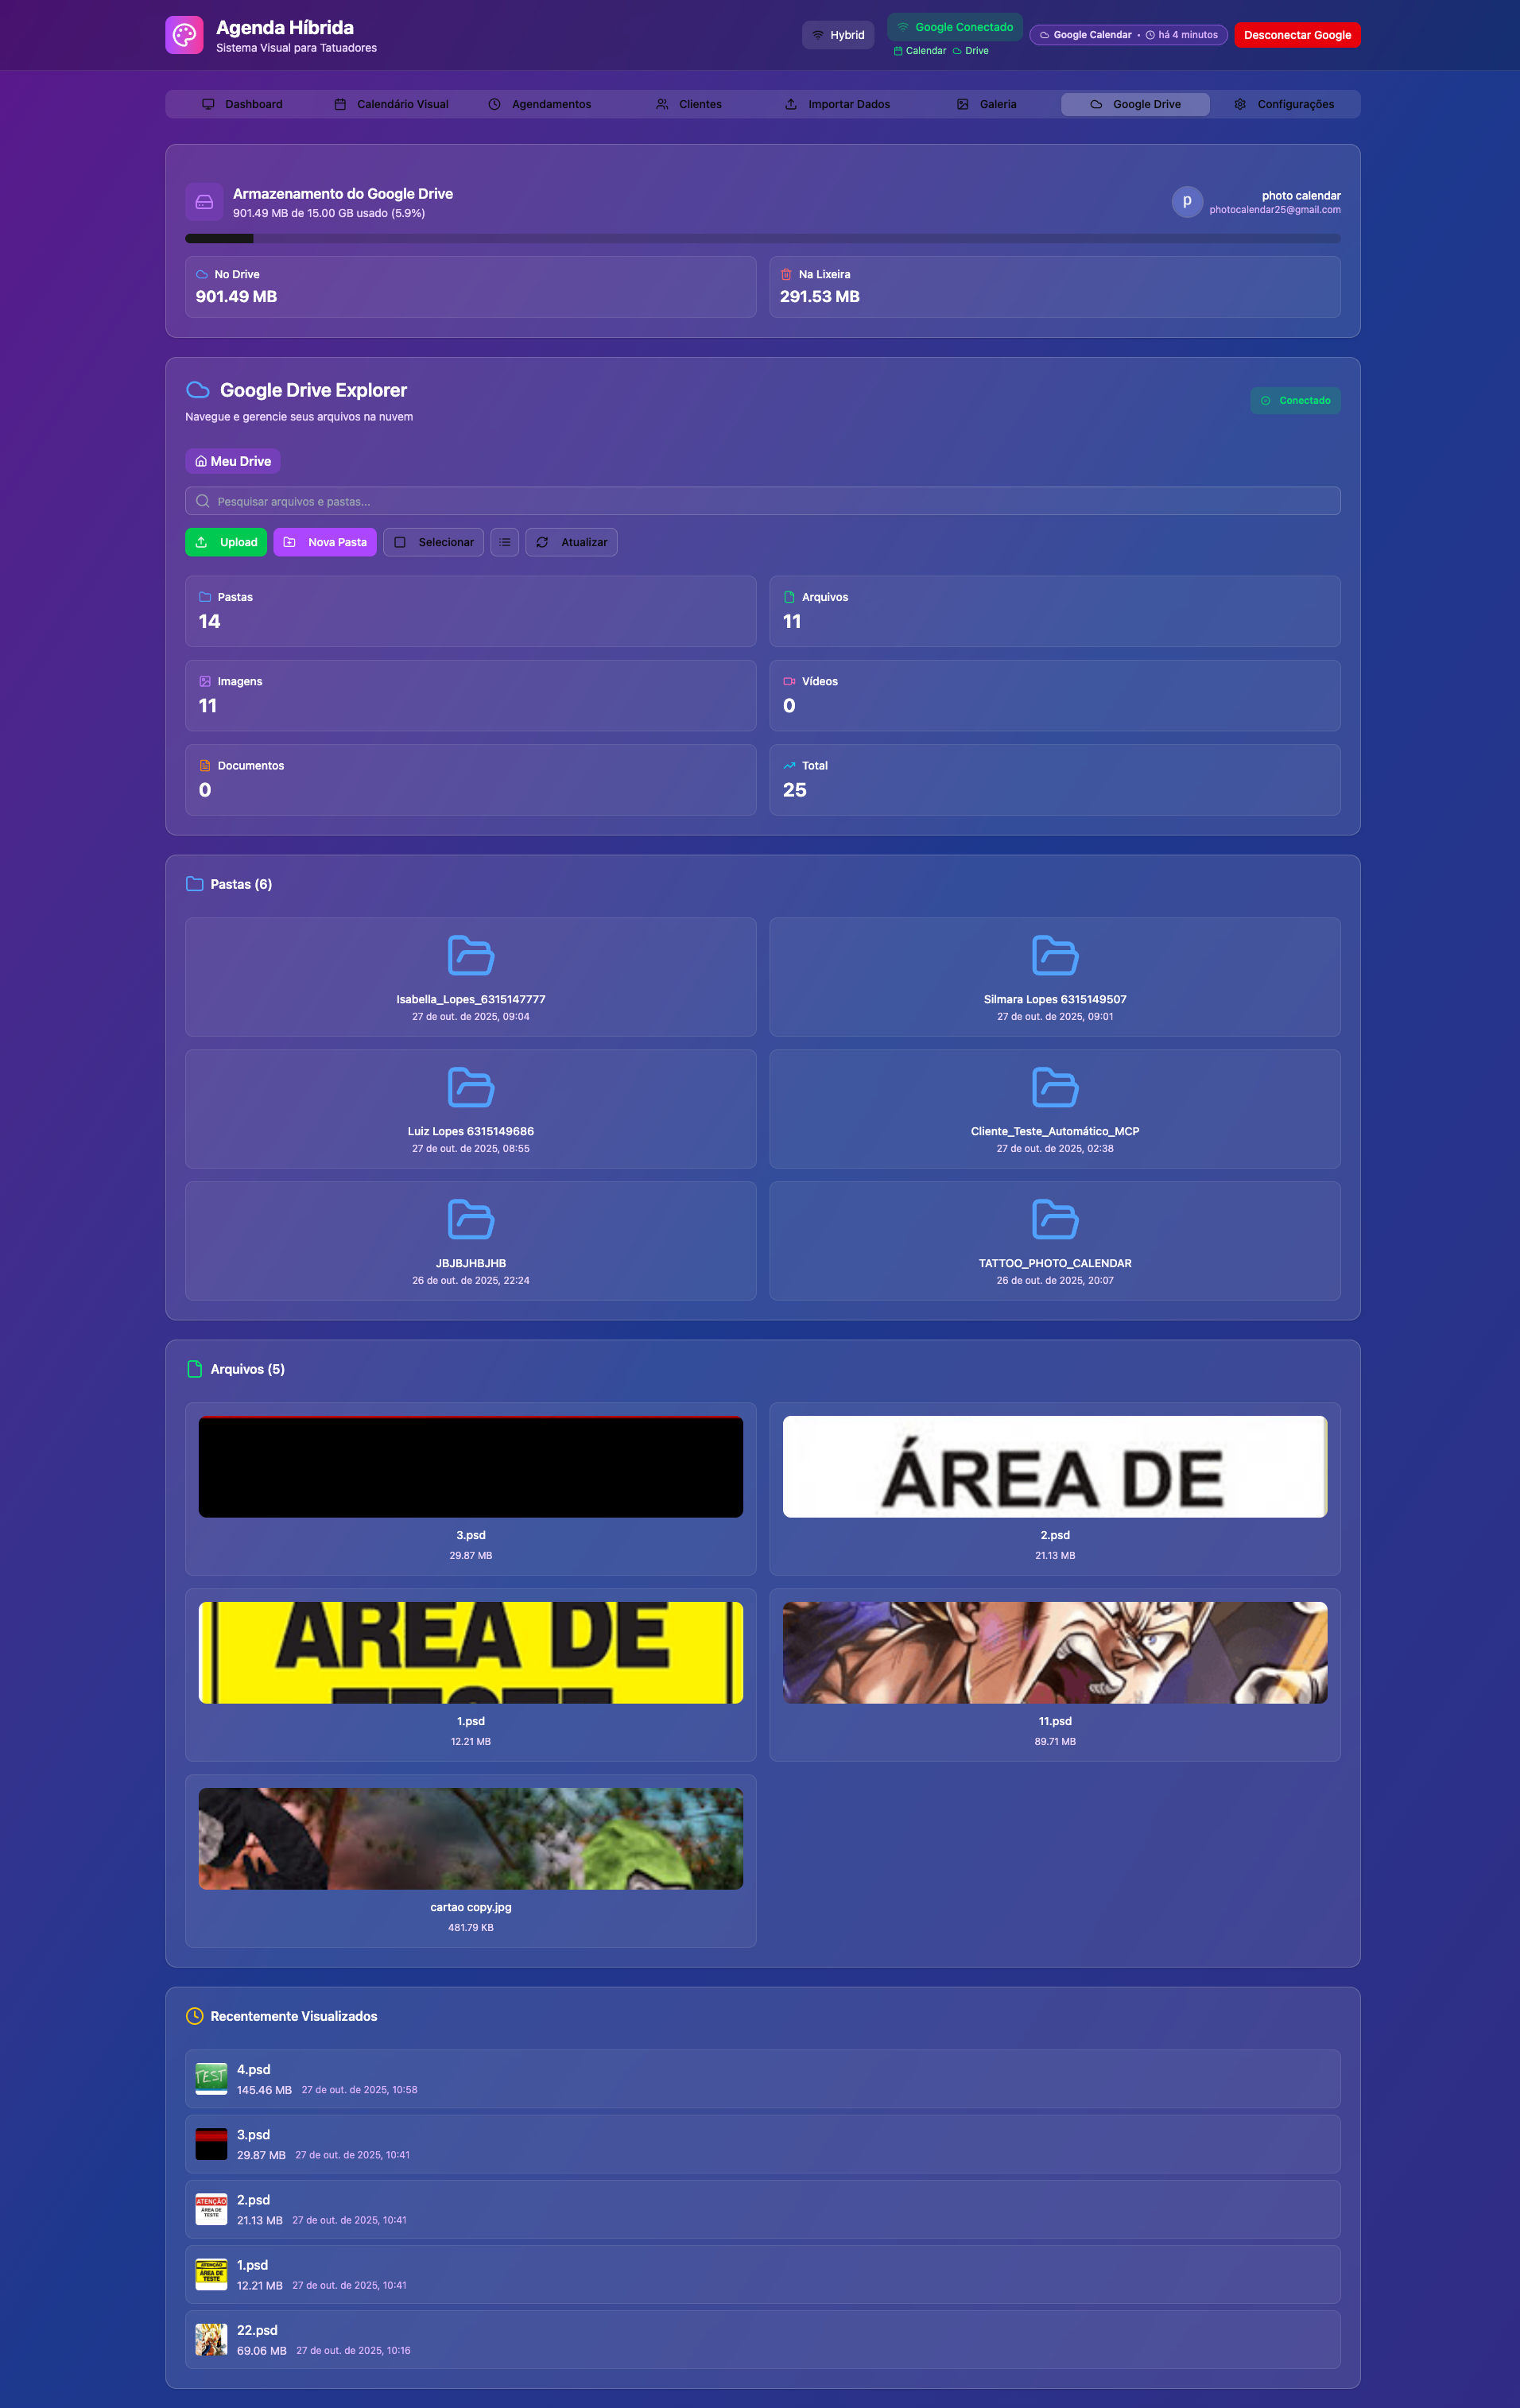 Agenda Híbrida
Sistema Visual para Tatuadores
Hybrid
Google Conectado
Calendar Drive
Google Calendar • há 4 minutos
Desconectar Google
Dashboard
Calendário Visual
Agendamentos
Clientes
Importar Dados
Galeria
Google Drive
Configurações
Armazenamento do Google Drive
901.49 MB de 15.00 GB usado (5.9%)
p
photo calendar
photocalendar25@gmail.com
No Drive
901.49 MB
Na Lixeira
291.53 MB
Google Drive Explorer
Navegue e gerencie seus arquivos na nuvem
Conectado
Meu Drive
Pesquisar arquivos e pastas...
Upload
Nova Pasta
Selecionar
Atualizar
Pastas
14
Arquivos
11
Imagens
11
Vídeos
0
Documentos
0
Total
25
Pastas (6)
Isabella_Lopes_6315147777
27 de out. de 2025, 09:04
Silmara Lopes 6315149507
27 de out. de 2025, 09:01
Luiz Lopes 6315149686
27 de out. de 2025, 08:55
Cliente_Teste_Automático_MCP
27 de out. de 2025, 02:38
JBJBJHBJHB
26 de out. de 2025, 22:24
TATTOO_PHOTO_CALENDAR
26 de out. de 2025, 20:07
Arquivos (5)
3.psd
29.87 MB
ÁREA DE
2.psd
21.13 MB
ÁREA DE
TESTE
1.psd
12.21 MB
11.psd
89.71 MB
cartao copy.jpg
481.79 KB
Recentemente Visualizados
TEST
4.psd
145.46 MB 27 de out. de 2025, 10:58
3.psd
29.87 MB 27 de out. de 2025, 10:41
ATENÇÃO
ÁREA DE
TESTE
2.psd
21.13 MB 27 de out. de 2025, 10:41
ATENÇÃO
ÁREA DE
TESTE
1.psd
12.21 MB 27 de out. de 2025, 10:41
22.psd
69.06 MB 27 de out. de 2025, 10:16